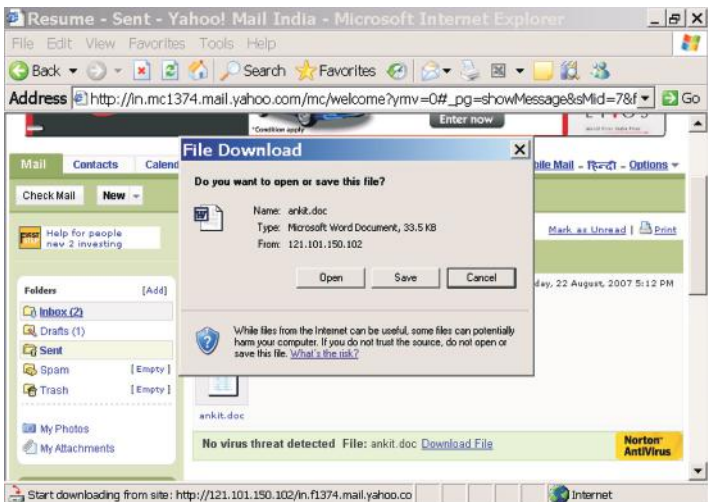 Resume - Sent - Yahoo! Mail India - Microsoft Internet Explorer
File Edit View Favorites Tools Help
Back Search Favorites
Address http://in.mc1374.mail.yahoo.com/mc/welcome?ymv=0#_pg=showMessage&sMid=7&f Go
*Condition apply
Enter now
Mail Contacts Calend
bile Mail - हिन्दी - Options
Check Mail New
File Download
Do you want to open or save this file?
Name: ankit.doc
Type: Microsoft Word Document, 33.5 KB
From: 121.101.150.102
Open Save Cancel
While files from the Internet can be useful, some files can potentially
harm your computer. If you do not trust the source, do not open or
save this file. What's the risk?
Help for people
new 2 investing
Mark as Unread | Print
day, 22 August, 2007 5:12 PM
Folders [Add]
Inbox (2)
Drafts (1)
Sent
Spam [Empty]
Trash [Empty]
My Photos
My Attachments
ankit.doc
No virus threat detected File: ankit.doc Download File
Norton
AntiVirus
Start downloading from site: http://121.101.150.102/in.f1374.mail.yahoo.co Internet